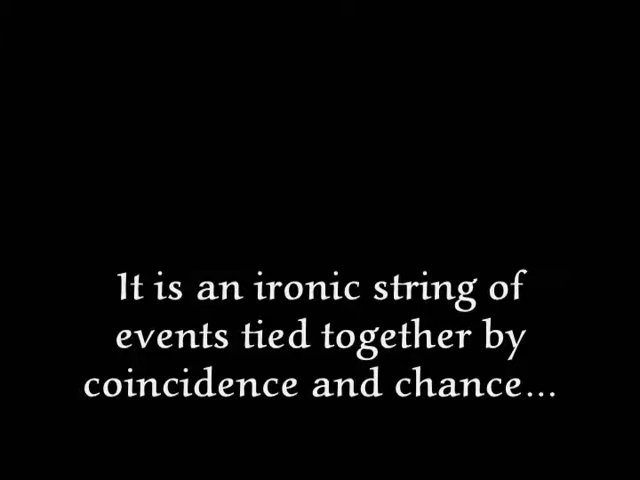 It is an ironic string of
events tied together by
coincidence and chance...